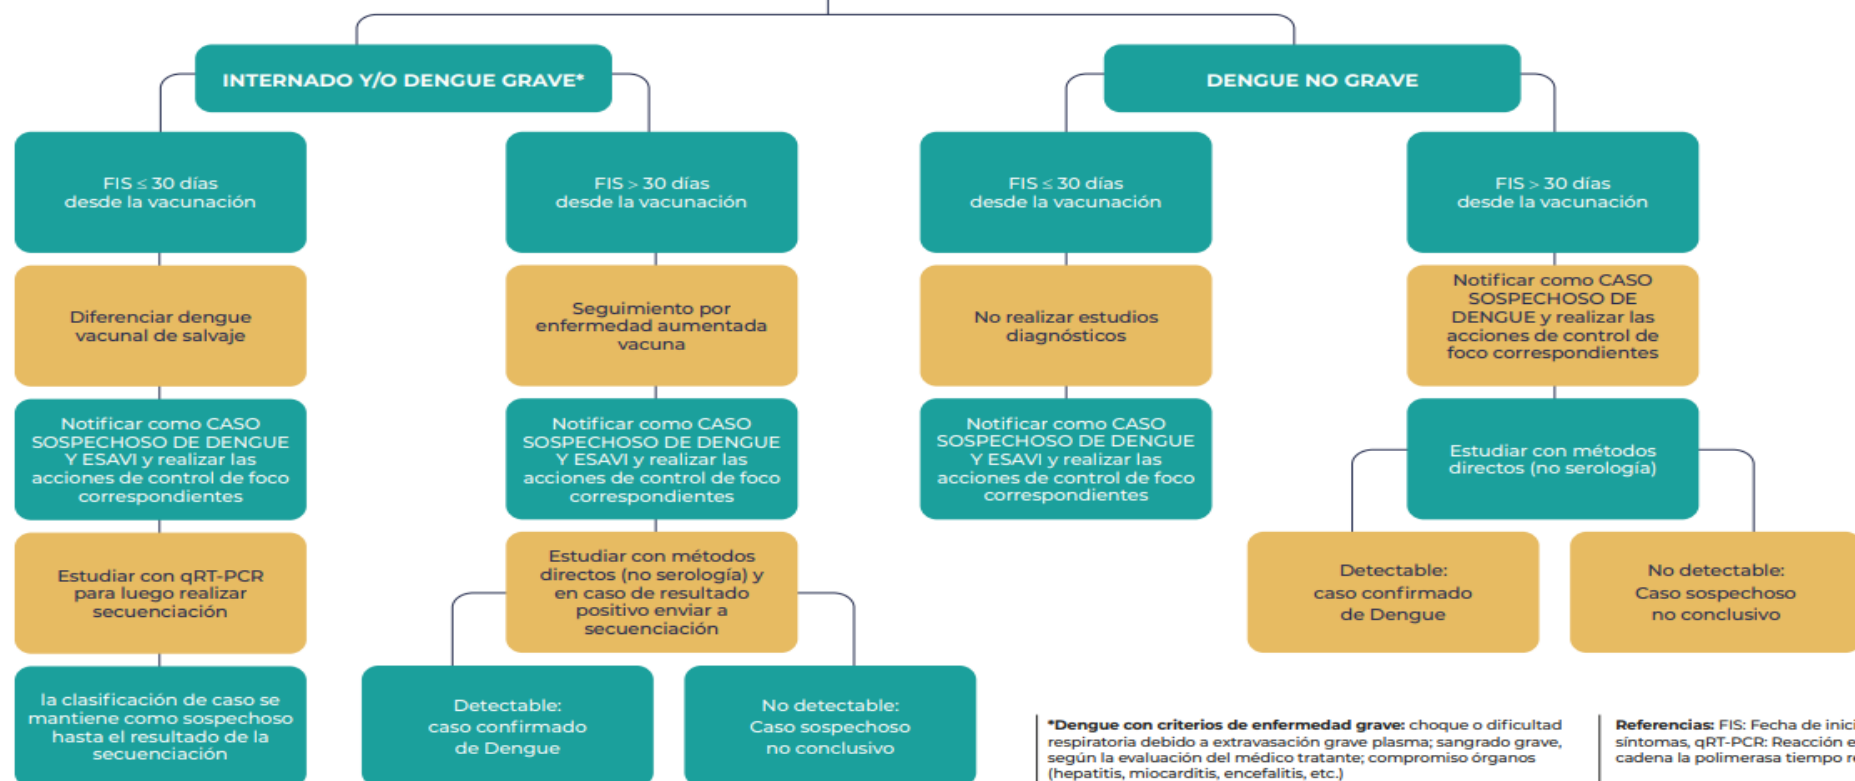 INTERNADO Y/O DENGUE GRAVE*
DENGUE NO GRAVE
FIS ≤ 30 días
desde la vacunación
FIS > 30 días
desde la vacunación
FIS ≤ 30 días
desde la vacunación
FIS > 30 días
desde la vacunación
Diferenciar dengue
vacunal de salvaje
Seguimiento por
enfermedad aumentada
vacuna
No realizar estudios
diagnósticos
Notificar como CASO
SOSPECHOSO DE
DENGUE y realizar las
acciones de control de
foco correspondientes
Notificar como CASO
SOSPECHOSO DE DENGUE
Y ESAVI y realizar las
acciones de control de foco
correspondientes
Notificar como CASO
SOSPECHOSO DE DENGUE
Y ESAVI y realizar las
acciones de control de foco
correspondientes
Notificar como CASO
SOSPECHOSO DE DENGUE
Y ESAVI y realizar las
acciones de control de foco
correspondientes
Estudiar con métodos
directos (no serología)
Estudiar con qRT-PCR
para luego realizar
secuenciación
Estudiar con métodos
directos (no serología) y
en caso de resultado
positivo enviar a
secuenciación
Detectable:
caso confirmado
de Dengue
No detectable:
Caso sospechoso
no conclusivo
la clasificación de caso se
mantiene como sospechoso
hasta el resultado de la
secuenciación
Detectable:
caso confirmado
de Dengue
No detectable:
Caso sospechoso
no conclusivo
*Dengue con criterios de enfermedad grave: choque o dificultad
respiratoria debido a extravasación grave plasma; sangrado grave,
según la evaluación del médico tratante; compromiso órganos
(hepatitis, miocarditis, encefalitis, etc.)
Referencias: FIS: Fecha de
síntomas, qRT-PCR: Reacción
cadena la polimerasa tiempo